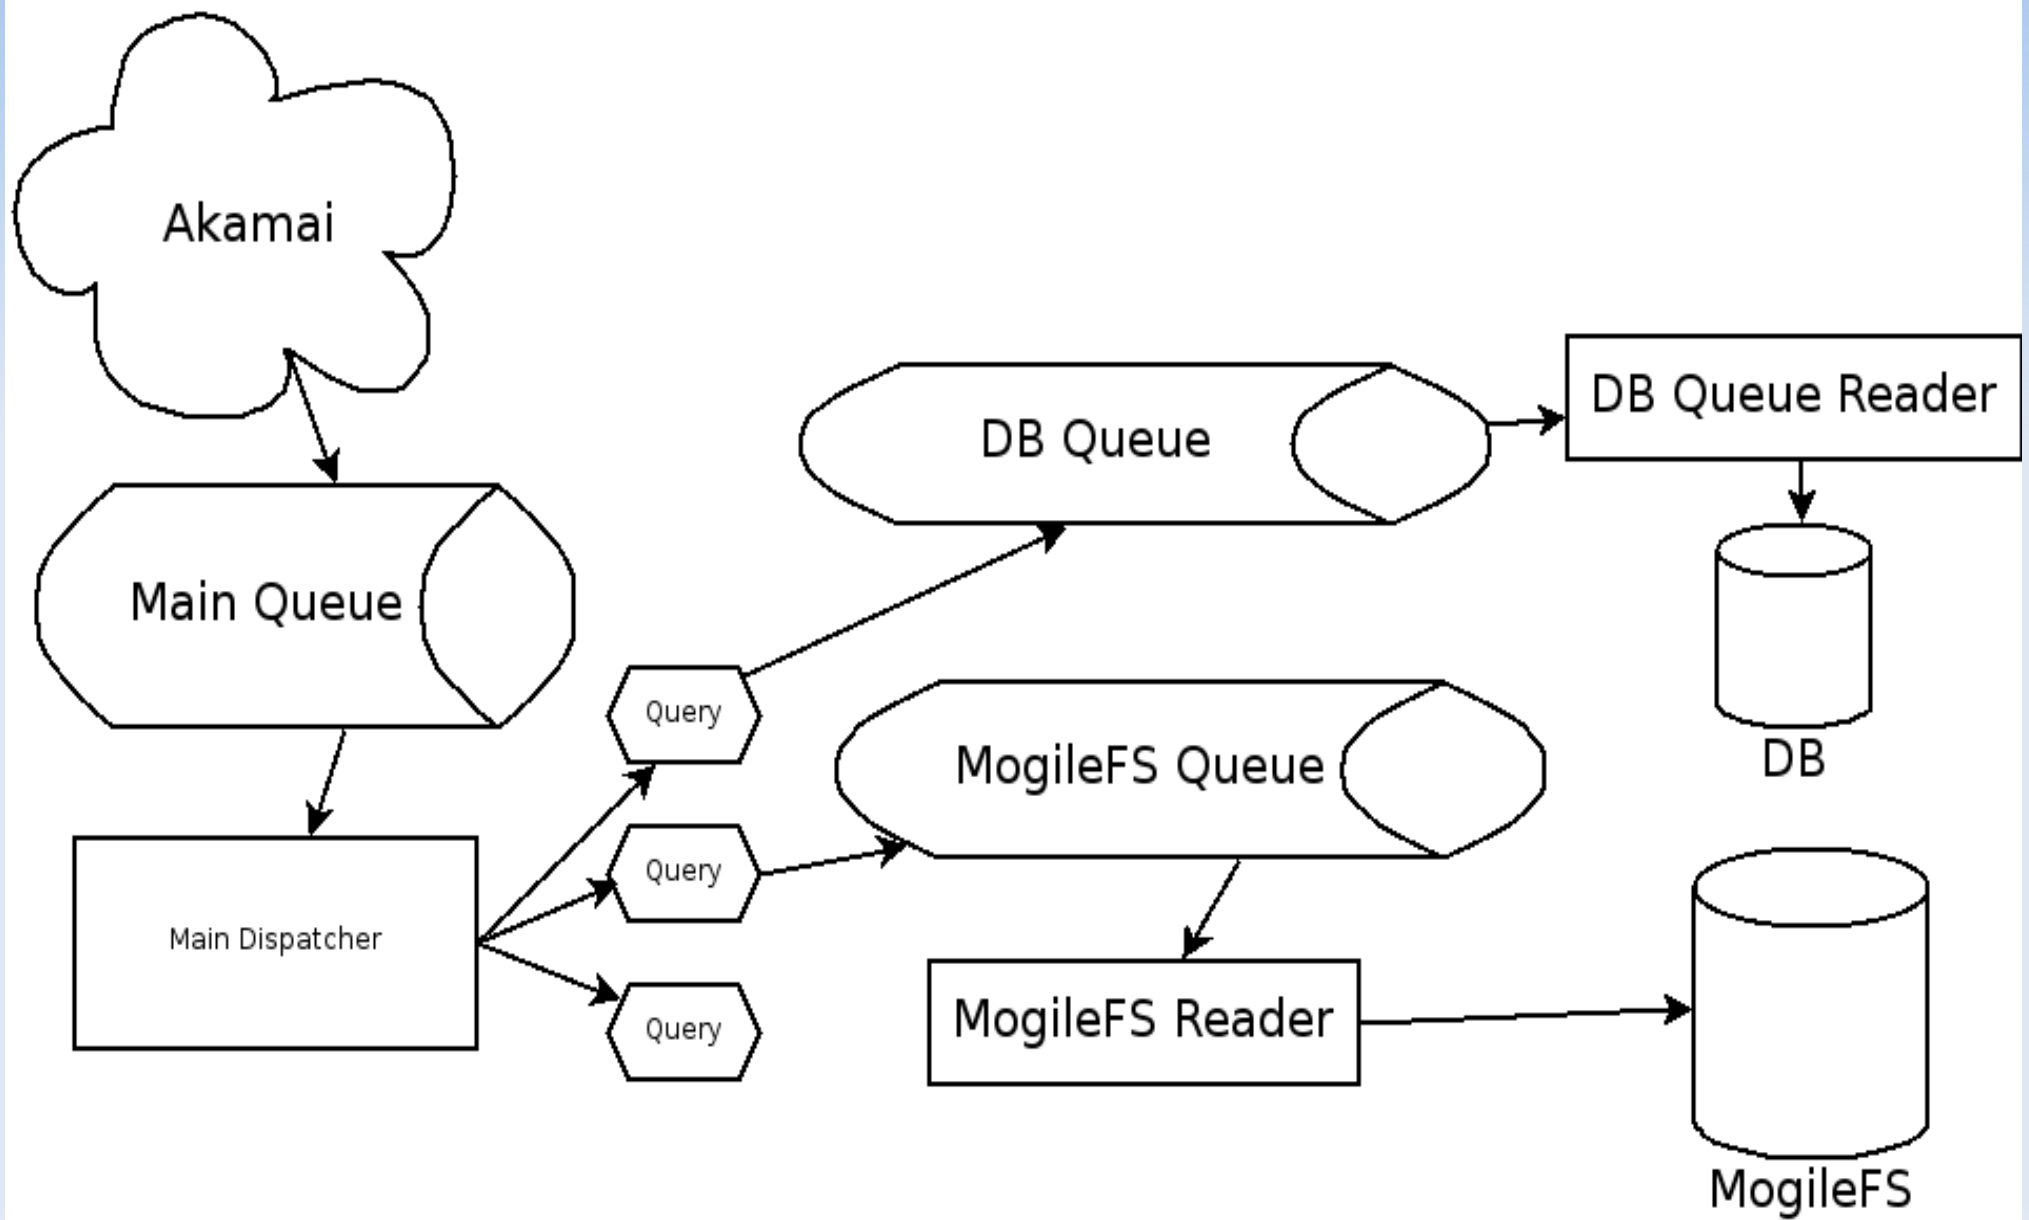 Akamai
Main Queue
Main Dispatcher
Query
Query
Query
DB Queue
DB Queue Reader
DB
MogileFS Queue
MogileFS Reader
MogileFS